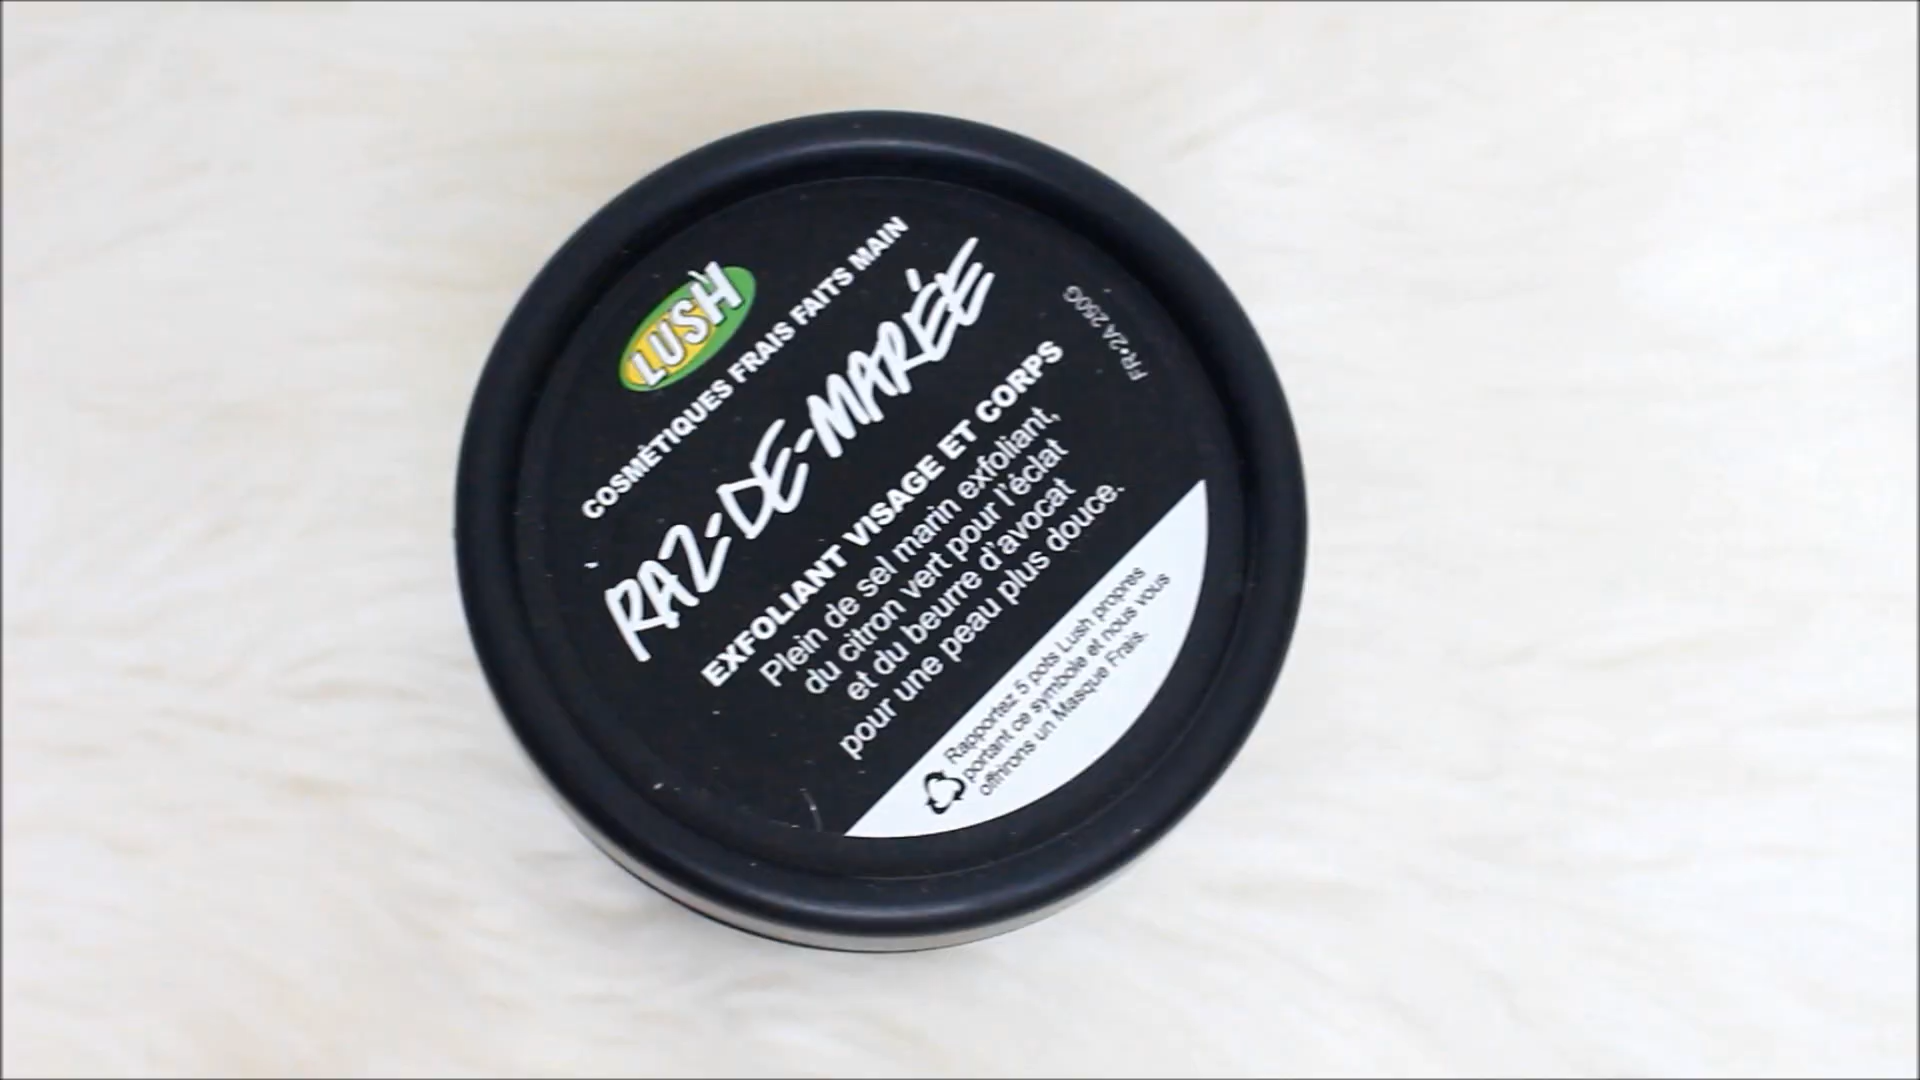 LUSH
COSMÉTIQUES FRAIS FAITS MAIN
RAZ-DE-MARÉE
EXFOLIANT VISAGE ET CORPS
Plein de sel marin exfoliant,
du citron vert pour l'éclat
et du beurre d'avocat
pour une peau plus douce.
FR•2A 250G
Rapportez 5 pots Lush propres
portant ce symbole et nous vous
offrirons un Masque Frais.